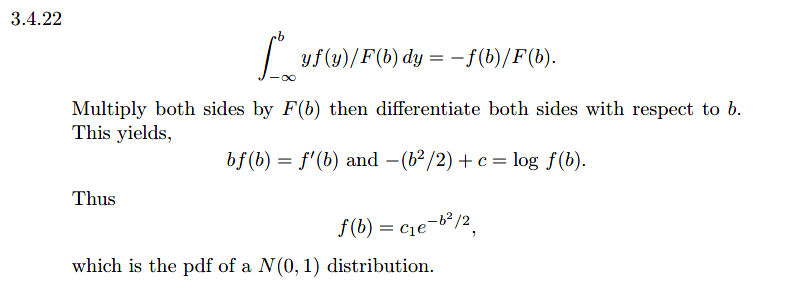 3.4.22
∫_{-∞}^{b} yf(y)/F(b) dy = −f(b)/F(b).
Multiply both sides by F(b) then differentiate both sides with respect to b.
This yields,
bf(b) = f′(b) and −(b²/2) + c = log f(b).
Thus
f(b) = c₁e^{−b²/2},
which is the pdf of a N(0, 1) distribution.